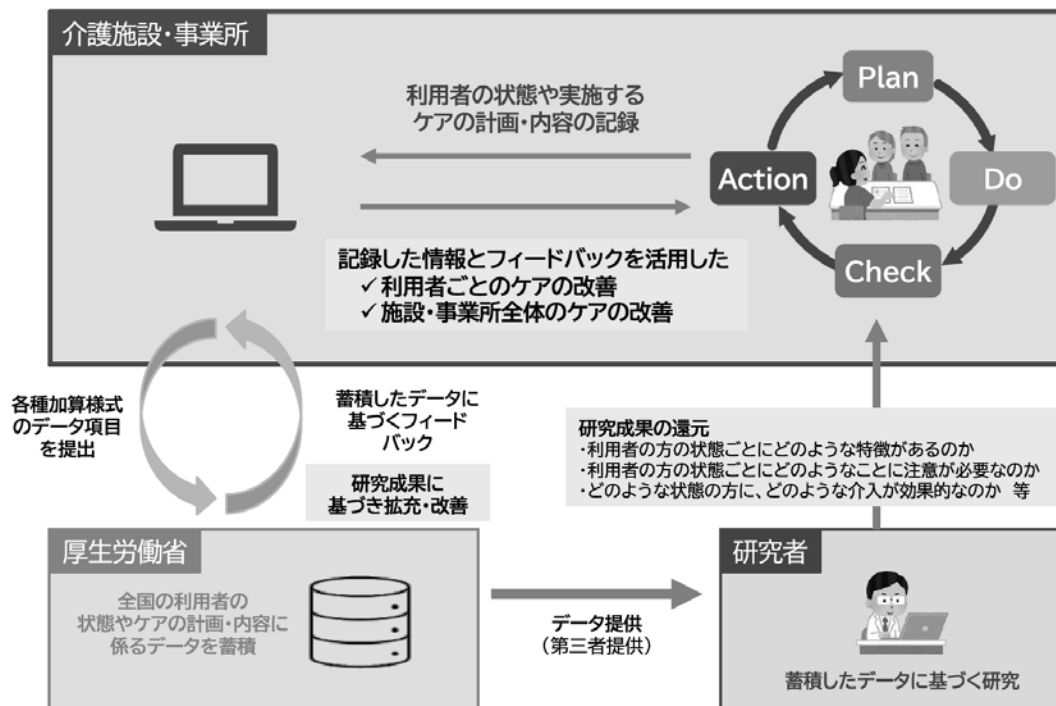 介護施設・事業所
利用者の状態や実施する
ケアの計画・内容の記録
Plan
Do
Check
Action
記録した情報とフィードバックを活用した
✓利用者ごとのケアの改善
✓施設・事業所全体のケアの改善
各種加算様式
のデータ項目
を提出
蓄積したデータに
基づくフィード
バック
研究成果に
基づき拡充・改善
研究成果の還元
・利用者の方の状態ごとにどのような特徴があるのか
・利用者の方の状態ごとにどのようなことに注意が必要なのか
・どのような状態の方に、どのような介入が効果的なのか 等
厚生労働省
全国の利用者の
状態やケアの計画・内容に
係るデータを蓄積
データ提供
（第三者提供）
研究者
蓄積したデータに基づく研究